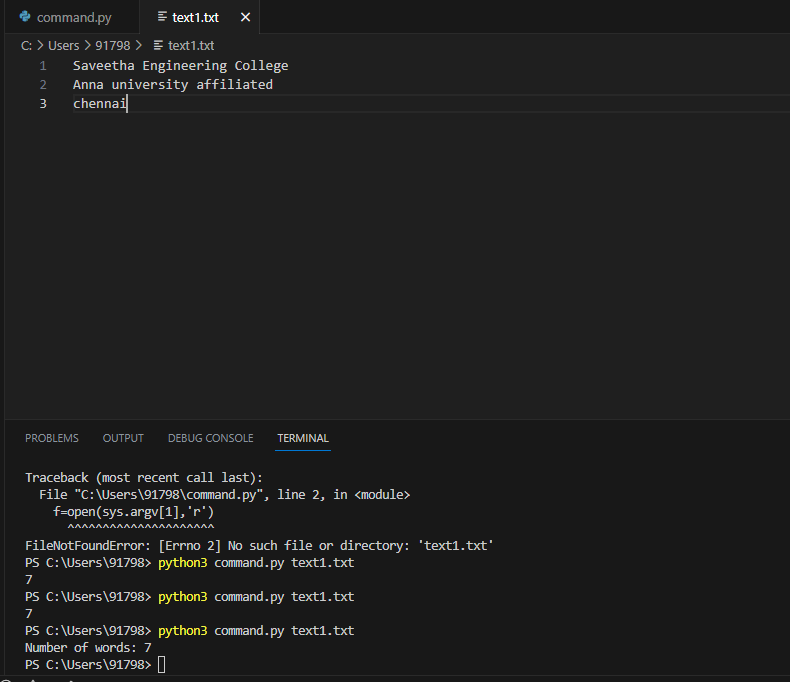 command.py text1.txt
C: > Users > 91798 > text1.txt
1 Saveetha Engineering College
2 Anna university affiliated
3 chennai
PROBLEMS OUTPUT DEBUG CONSOLE TERMINAL
Traceback (most recent call last):
File "C:\Users\91798\command.py", line 2, in <module>
f=open(sys.argv[1],'r')
^^^^^^^^^^^^^^^^^^^^^
FileNotFoundError: [Errno 2] No such file or directory: 'text1.txt'
PS C:\Users\91798> python3 command.py text1.txt
7
PS C:\Users\91798> python3 command.py text1.txt
7
PS C:\Users\91798> python3 command.py text1.txt
Number of words: 7
PS C:\Users\91798>